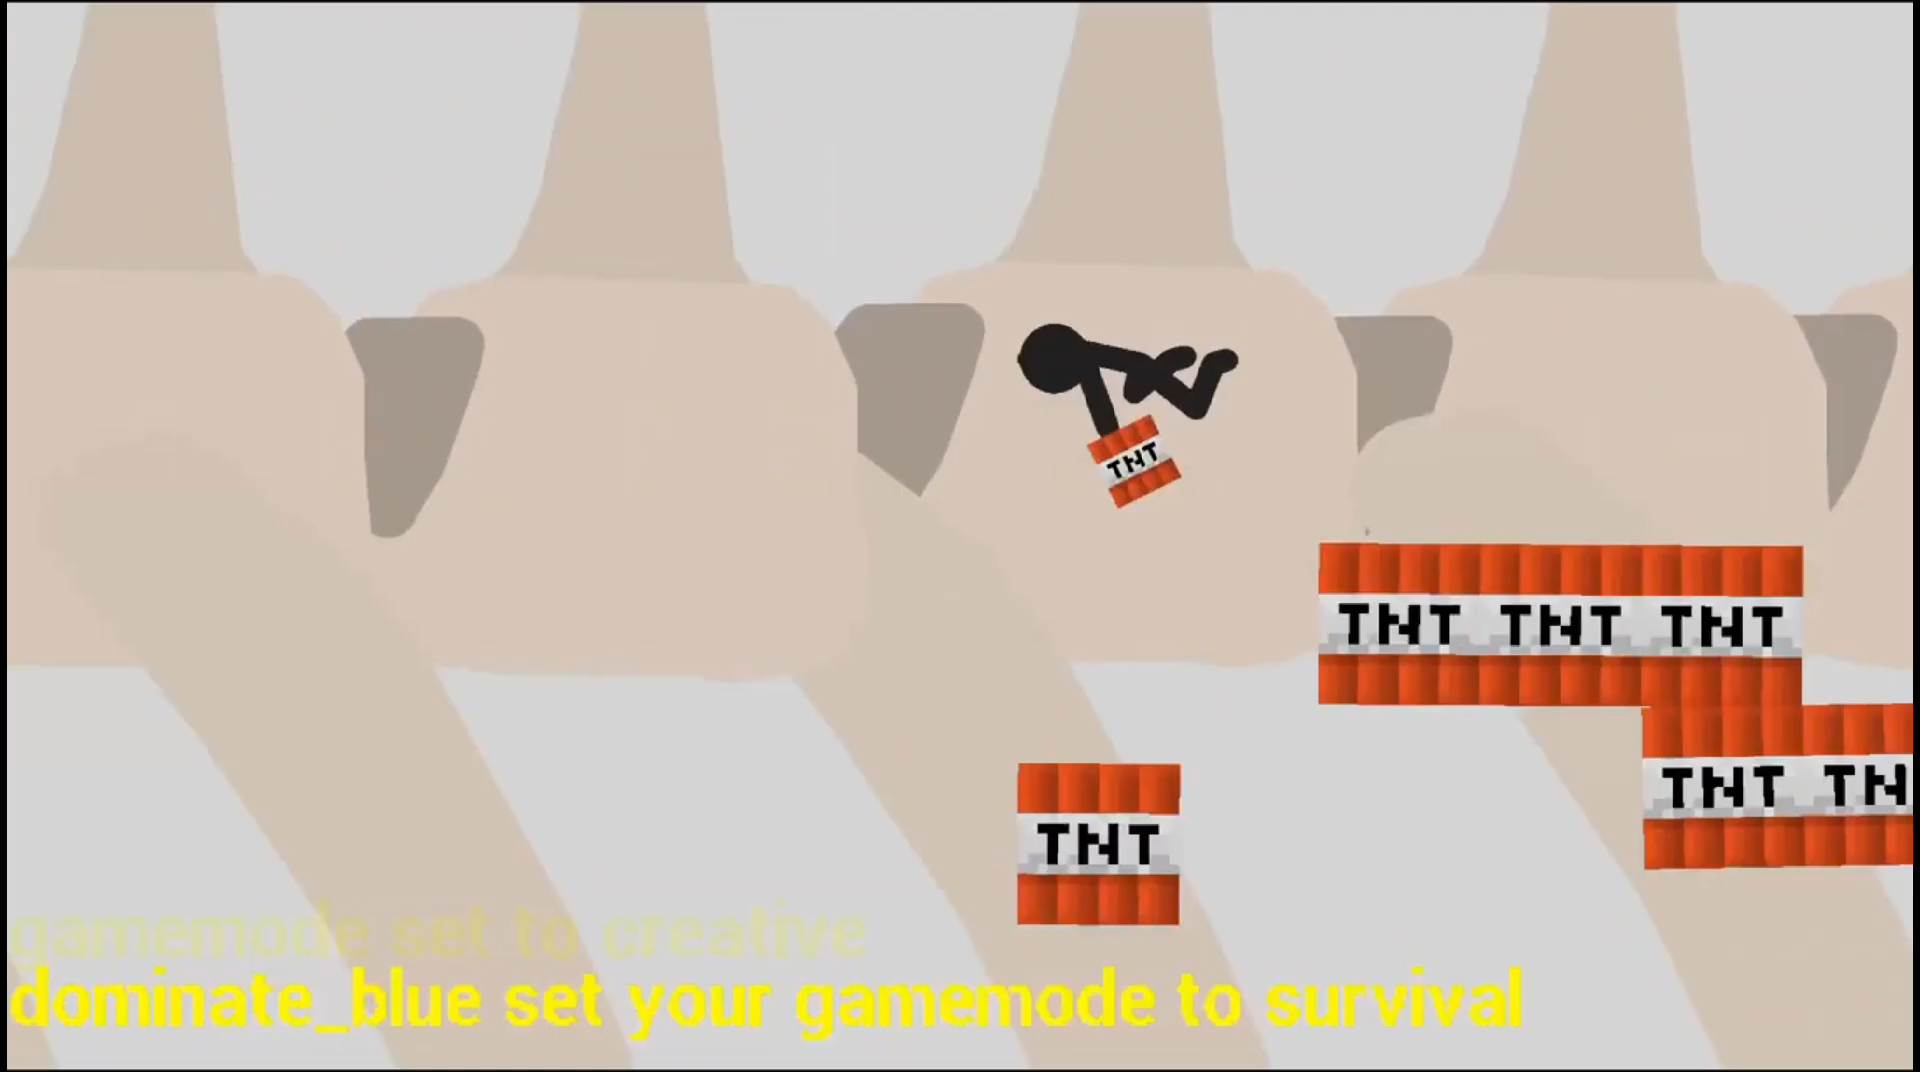 TNT
TNT TNT TNT
TNT TN
TNT
gamemode set to creative
dominate_blue set your gamemode to survival